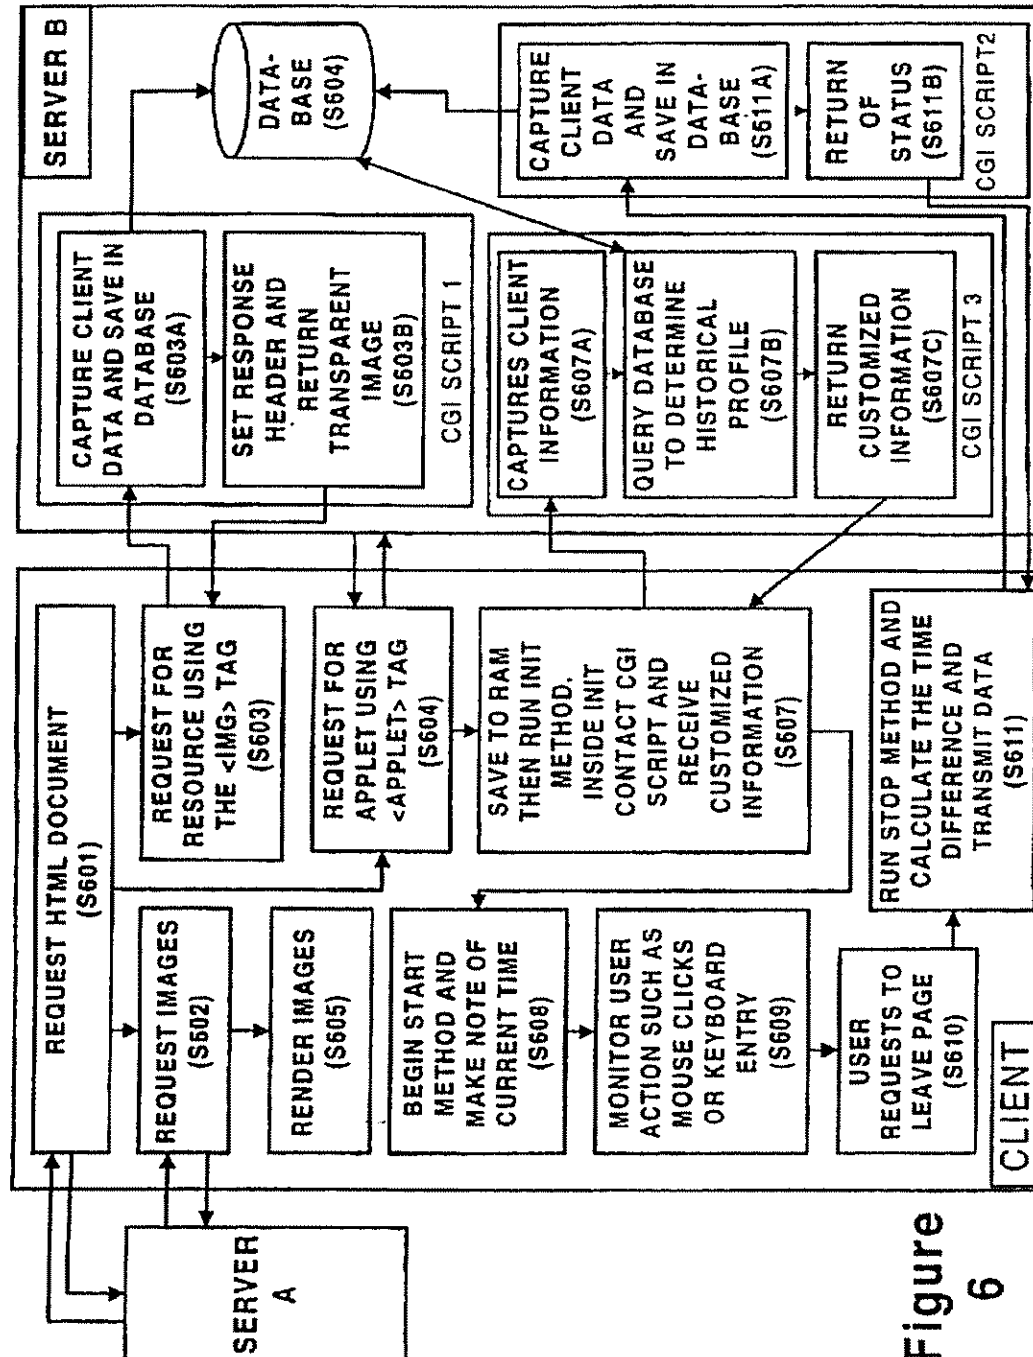 SERVER
A
REQUEST HTML DOCUMENT
(S601)
REQUEST IMAGES
(S602)
RENDER IMAGES
(S605)
REQUEST FOR
RESOURCE USING
THE <IMG> TAG
(S603)
REQUEST FOR
APPLET USING
<APPLET> TAG
(S604)
SAVE TO RAM
THEN RUN INIT
METHOD.
INSIDE INIT
CONTACT CGI
SCRIPT AND
RECEIVE
CUSTOMIZED
INFORMATION
(S607)
BEGIN START
METHOD AND
MAKE NOTE OF
CURRENT TIME
(S608)
MONITOR USER
ACTION SUCH AS
MOUSE CLICKS
OR KEYBOARD
ENTRY
(S609)
USER
REQUESTS TO
LEAVE PAGE
(S610)
RUN STOP METHOD AND
CALCULATE THE TIME
DIFFERENCE AND
TRANSMIT DATA
(S611)
CLIENT
SERVER B
CAPTURE CLIENT
DATA AND SAVE IN
DATABASE
(S603A)
SET RESPONSE
HEADER AND
RETURN
TRANSPARENT
IMAGE
(S603B)
CGI SCRIPT 1
DATA-
BASE
(S604)
CAPTURES CLIENT
INFORMATION
(S607A)
QUERY DATABASE
TO DETERMINE
HISTORICAL
PROFILE
(S607B)
RETURN
CUSTOMIZED
INFORMATION
(S607C)
CGI SCRIPT 3
CAPTURE
CLIENT
DATA
AND
SAVE IN
DATA-
BASE
(S611A)
RETURN
OF
STATUS
(S611B)
CGI SCRIPT2
Figure
6